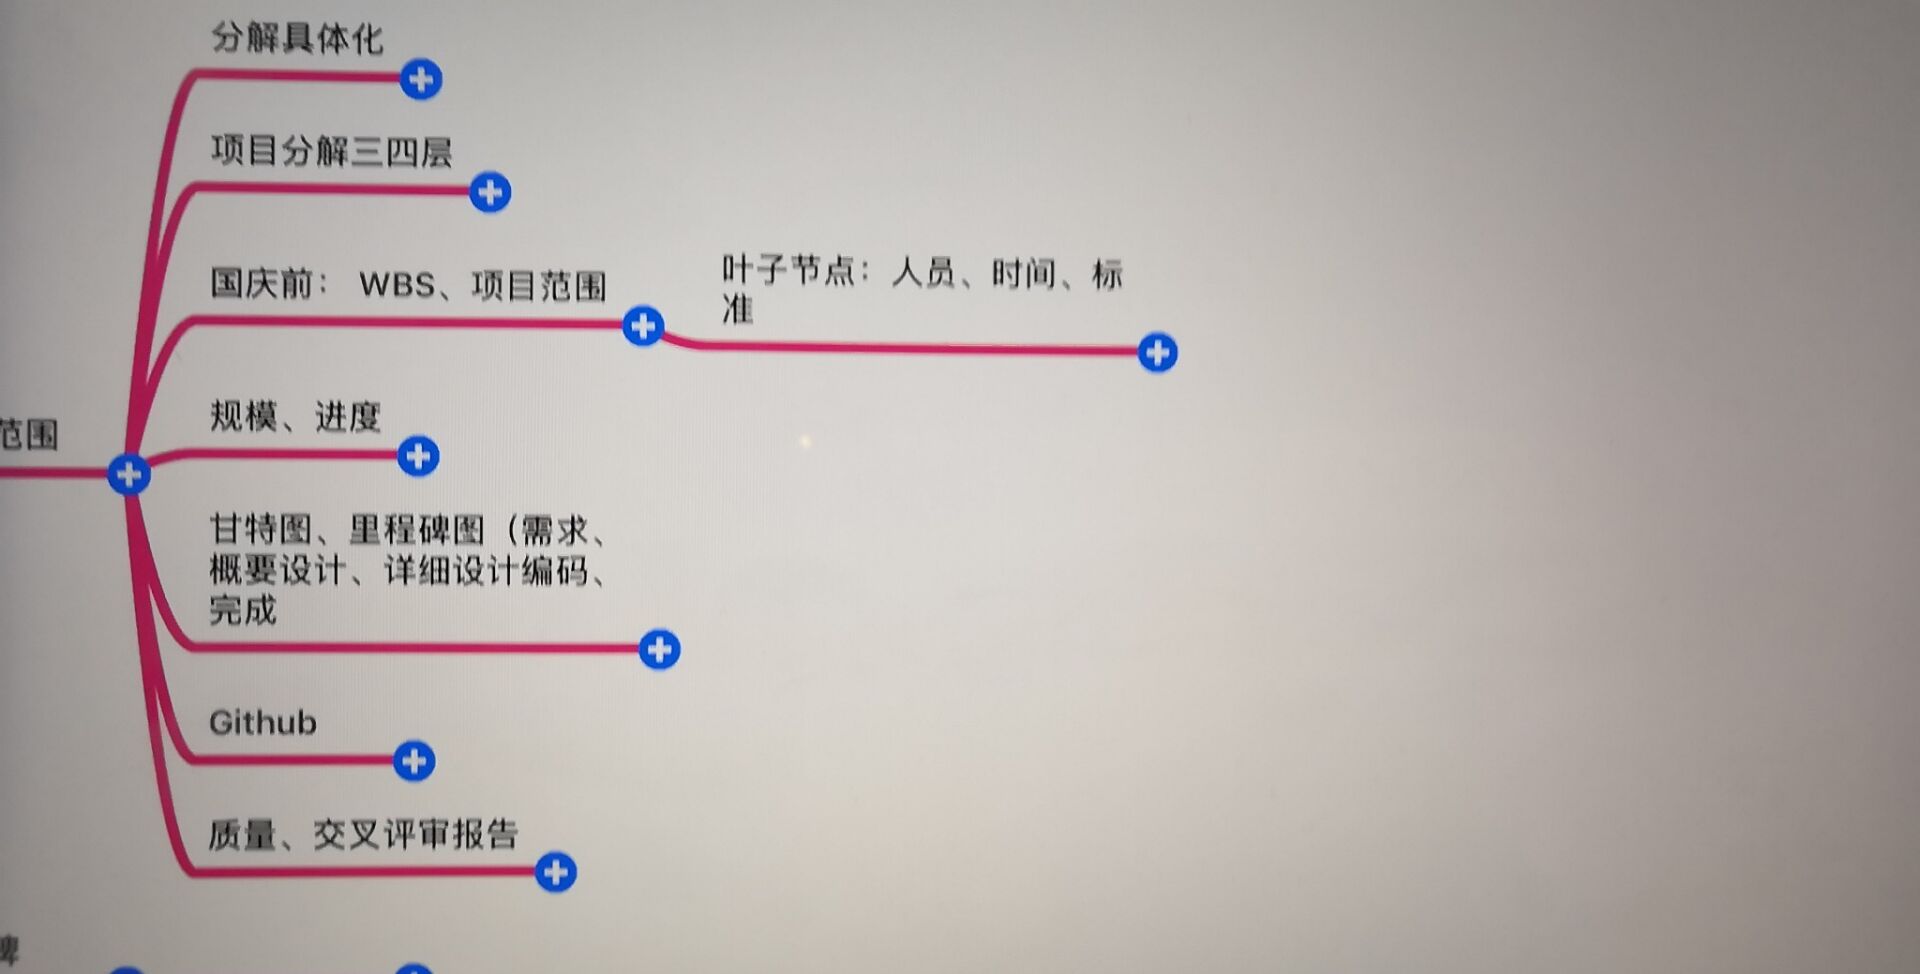 分解具体化
项目分解三四层
国庆前： WBS、项目范围
叶子节点：人员、时间、标
准
规模、进度
范围
甘特图、里程碑图（需求、
概要设计、详细设计编码、
完成
Github
质量、交叉评审报告
碑